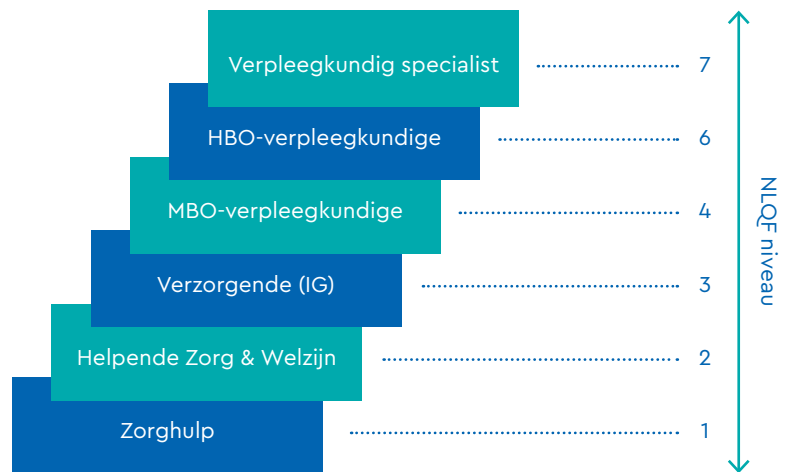 Verpleegkundig specialist 7
HBO-verpleegkundige 6
MBO-verpleegkundige 4
Verzorgende (IG) 3
Helpende Zorg & Welzijn 2
Zorghulp 1
NLQF niveau